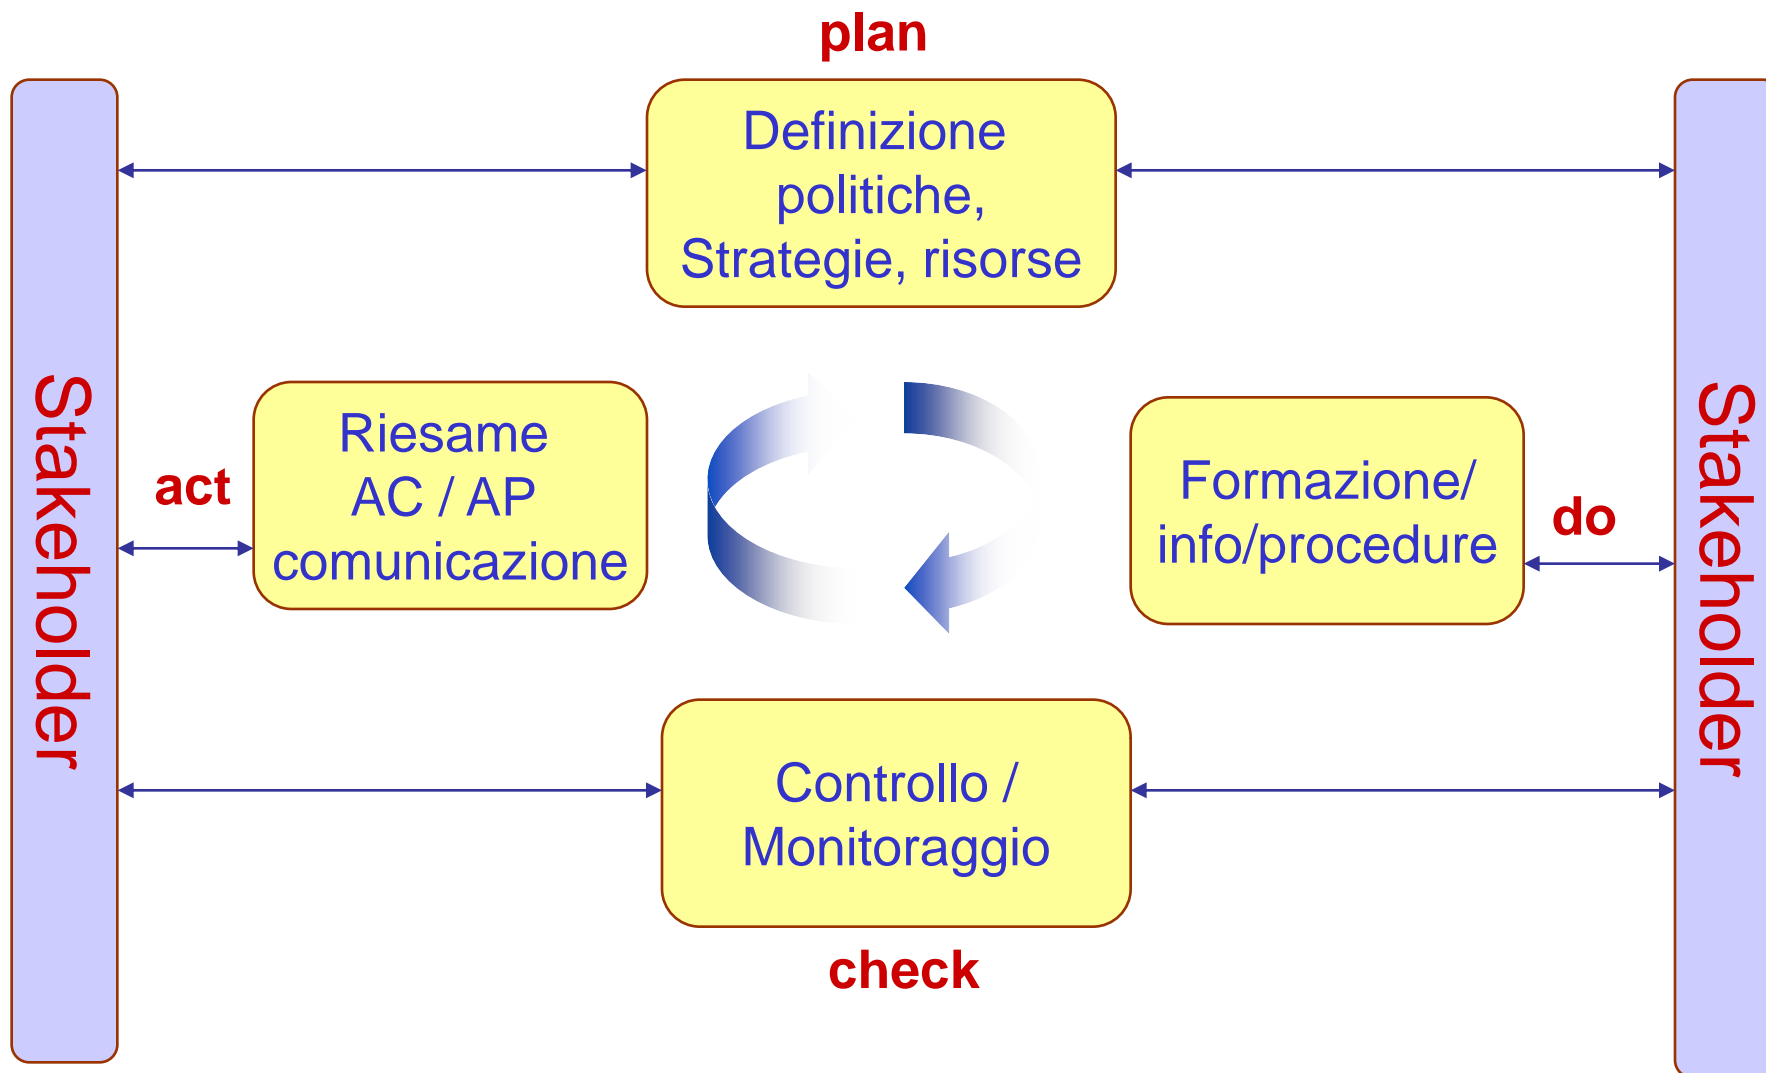 plan
Definizione
politiche,
Strategie, risorse
Stakeholder
act
Riesame
AC / AP
comunicazione
Formazione/
info/procedure
do
Stakeholder
Controllo /
Monitoraggio
check